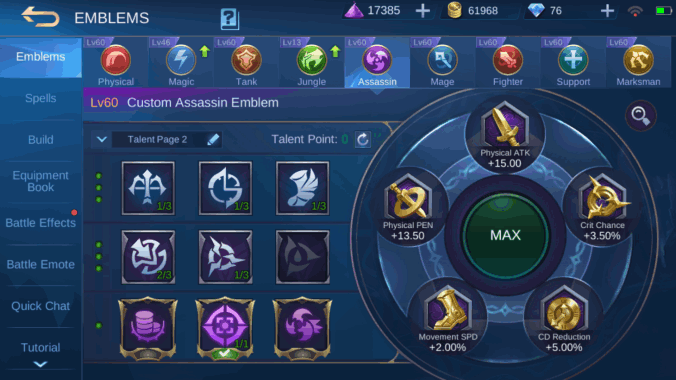 EMBLEMS
17385
61968
76
Emblems
Spells
Build
Equipment
Book
Battle Effects
Battle Emote
Quick Chat
Tutorial
Lv60
Physical
Lv46
Magic
Lv60
Tank
Lv13
Jungle
Lv60
Assassin
Lv60
Mage
Lv60
Fighter
Lv60
Support
Lv60
Marksman
Lv60 Custom Assassin Emblem
Talent Page 2
Talent Point: 0
1/3
1/3
1/3
2/3
1/3
1/1
Physical ATK
+15.00
Physical PEN
+13.50
Crit Chance
+3.50%
MAX
Movement SPD
+2.00%
CD Reduction
+5.00%